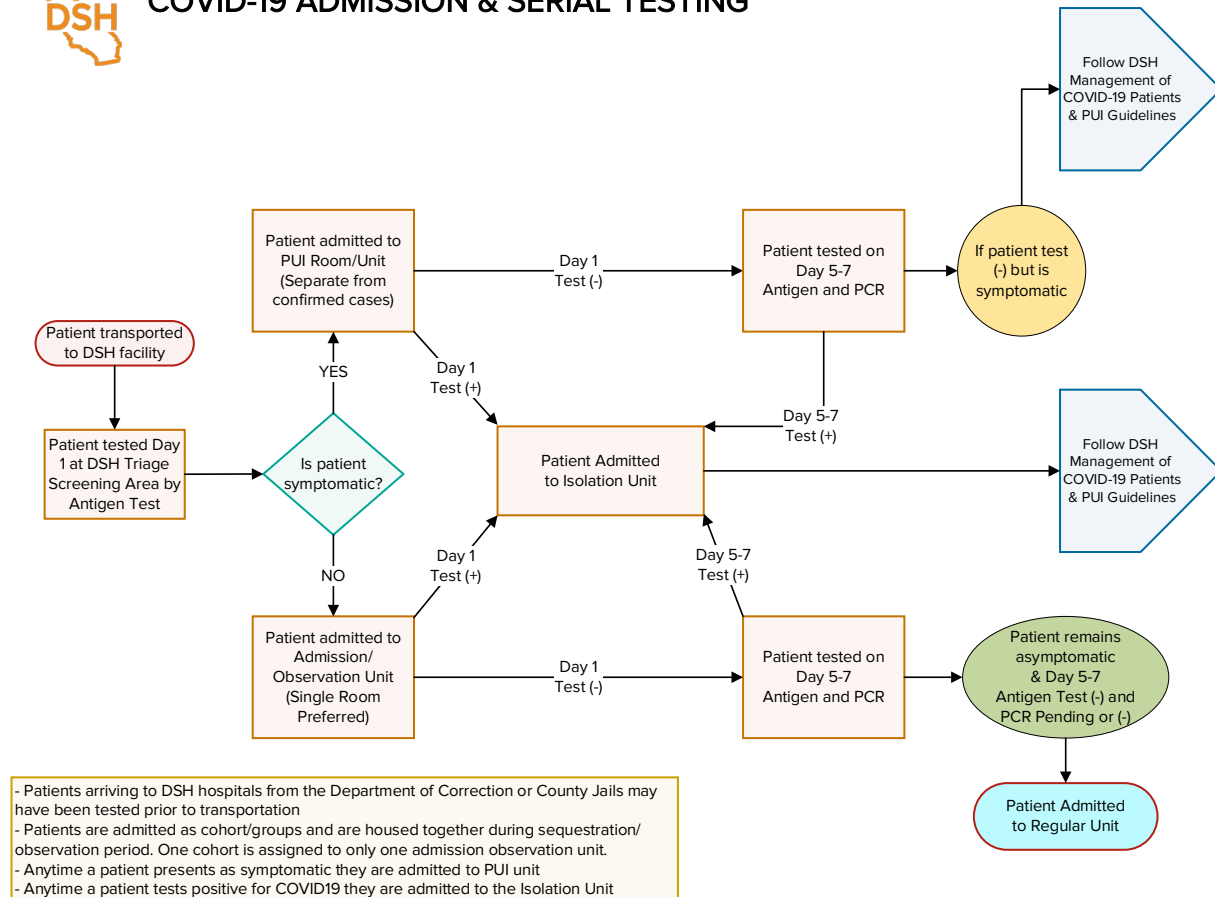 DSH
COVID-19 ADMISSION & SERIAL TESTING
Follow DSH
Management of
COVID-19 Patients
& PUI Guidelines
Patient admitted to
PUI Room/Unit
(Separate from
confirmed cases)
Day 1
Test (-)
Patient tested on
Day 5-7
Antigen and PCR
If patient test
(-) but is
symptomatic
Patient transported
to DSH facility
YES
Day 1
Test (+)
Day 5-7
Test (+)
Patient tested Day
1 at DSH Triage
Screening Area by
Antigen Test
Is patient
symptomatic?
Patient Admitted
to Isolation Unit
Follow DSH
Management of
COVID-19 Patients
& PUI Guidelines
NO
Day 1
Test (+)
Day 5-7
Test (+)
Patient admitted to
Admission/
Observation Unit
(Single Room
Preferred)
Day 1
Test (-)
Patient tested on
Day 5-7
Antigen and PCR
Patient remains
asymptomatic
& Day 5-7
Antigen Test (-) and
PCR Pending or (-)
Patient Admitted
to Regular Unit
- Patients arriving to DSH hospitals from the Department of Correction or County Jails may
have been tested prior to transportation
- Patients are admitted as cohort/groups and are housed together during sequestration/
observation period. One cohort is assigned to only one admission observation unit.
- Anytime a patient presents as symptomatic they are admitted to PUI unit
- Anytime a patient tests positive for COVID19 they are admitted to the Isolation Unit